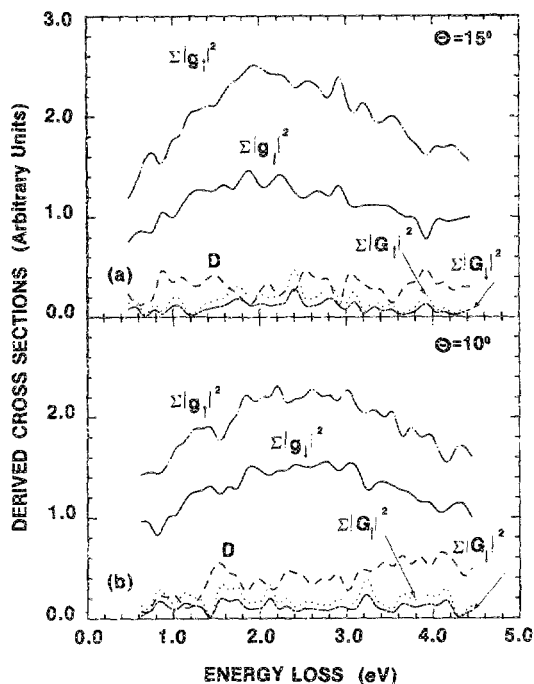 DERIVED CROSS SECTIONS (Arbitrary Units)
3.0
2.0
1.0
0.0
Θ=15°
Σ|g↑|²
Σ|g↓|²
D
Σ|G↑|²
Σ|G↓|²
(a)
2.0
1.0
0.0
Θ=10°
Σ|g↑|²
Σ|g↓|²
D
Σ|G↑|²
Σ|G↓|²
(b)
0.0 1.0 2.0 3.0 4.0 5.0
ENERGY LOSS (eV)